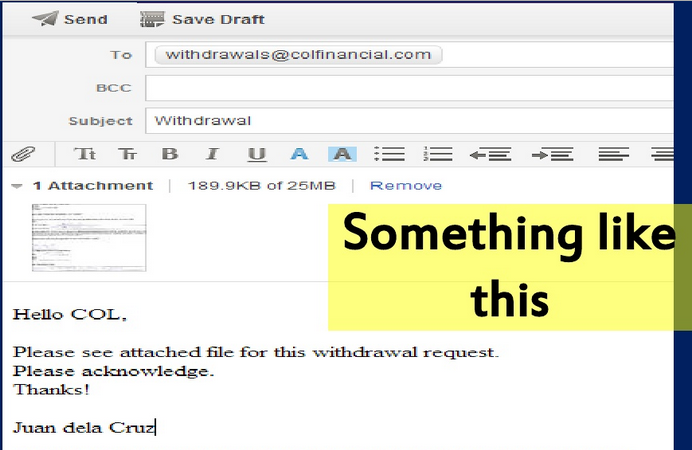 Send Save Draft
To withdrawals@colfinancial.com
BCC
Subject Withdrawal
Tt Tr B I U A A
1 Attachment | 189.9KB of 25MB | Remove
Something like
this
Hello COL,
Please see attached file for this withdrawal request.
Please acknowledge.
Thanks!
Juan dela Cruz